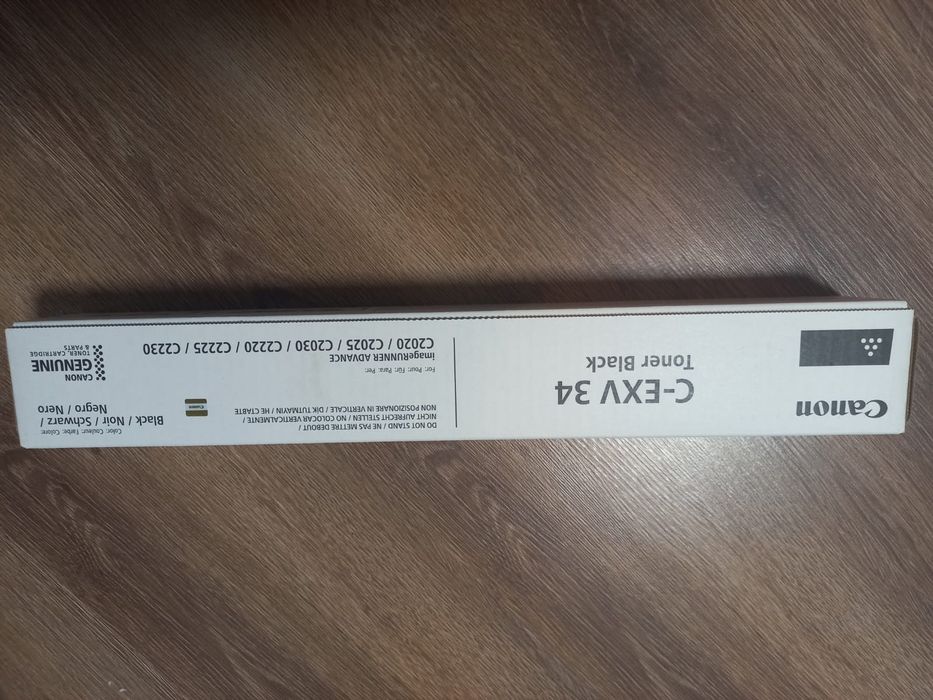 Canon
C-EXV 34
Toner Black
DO NOT STAND / NE PAS METTRE DEBOUT /
NICHT AUFRECHT STELLEN / NO COLOCAR VERTICALMENTE /
NON POSIZIONARE IN VERTICALE / DİK TUTMAYIN / НЕ СТАВТЕ
For: Pour: Für: Para: Per:
imageRUNNER ADVANCE
C2020 / C2025 / C2030 / C2220 / C2225 / C2230
Canon
Color: Couleur: Farbe: Colore:
Black / Noir / Schwarz /
Negro / Nero
CANON
GENUINE
TONER, CARTRIDGE
& PARTS